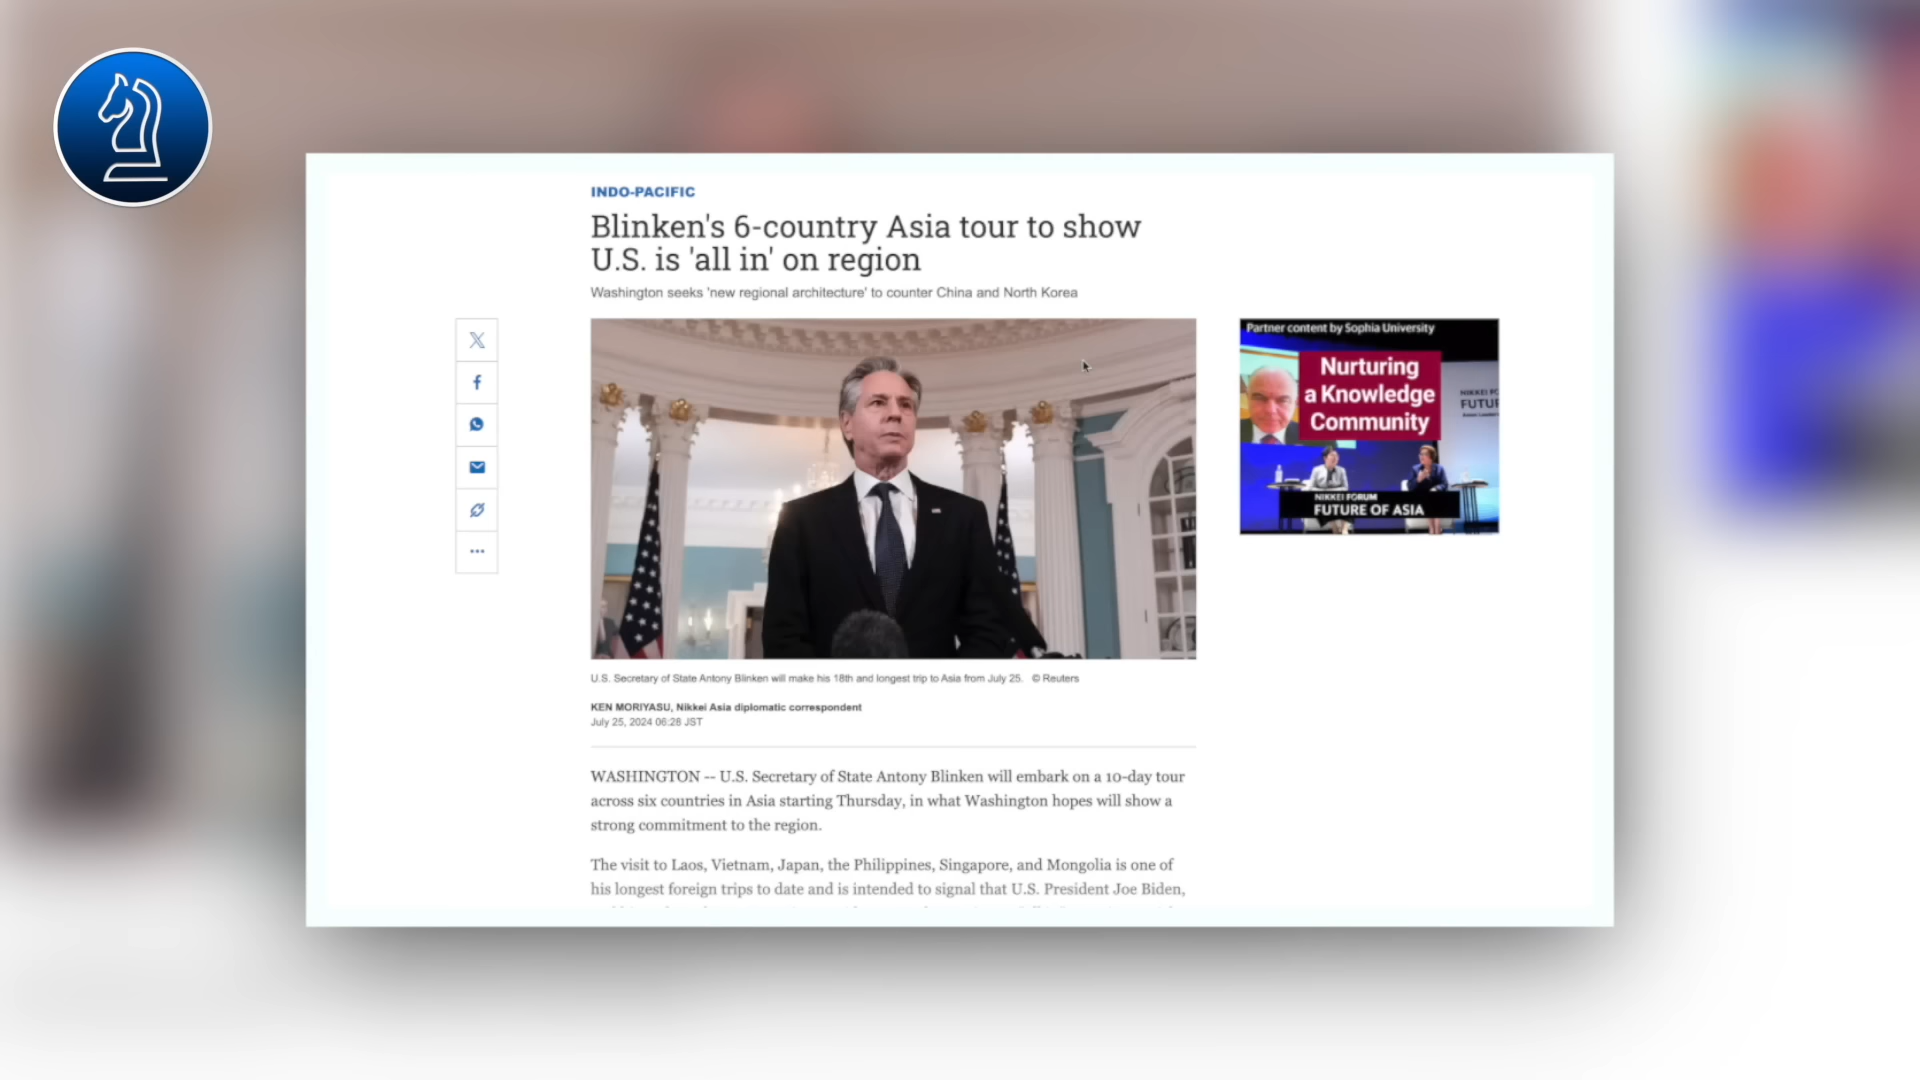 INDO-PACIFIC
Blinken's 6-country Asia tour to show
U.S. is 'all in' on region
Washington seeks 'new regional architecture' to counter China and North Korea
Partner content by Sophia University
Nurturing
a Knowledge
Community
NIKKEI
FUTU
NIKKEI FORUM
FUTURE OF ASIA
U.S. Secretary of State Antony Blinken will make his 18th and longest trip to Asia from July 25. © Reuters
KEN MORIYASU, Nikkei Asia diplomatic correspondent
July 25, 2024 06:28 JST
WASHINGTON -- U.S. Secretary of State Antony Blinken will embark on a 10-day tour
across six countries in Asia starting Thursday, in what Washington hopes will show a
strong commitment to the region.
The visit to Laos, Vietnam, Japan, the Philippines, Singapore, and Mongolia is one of
his longest foreign trips to date and is intended to signal that U.S. President Joe Biden,